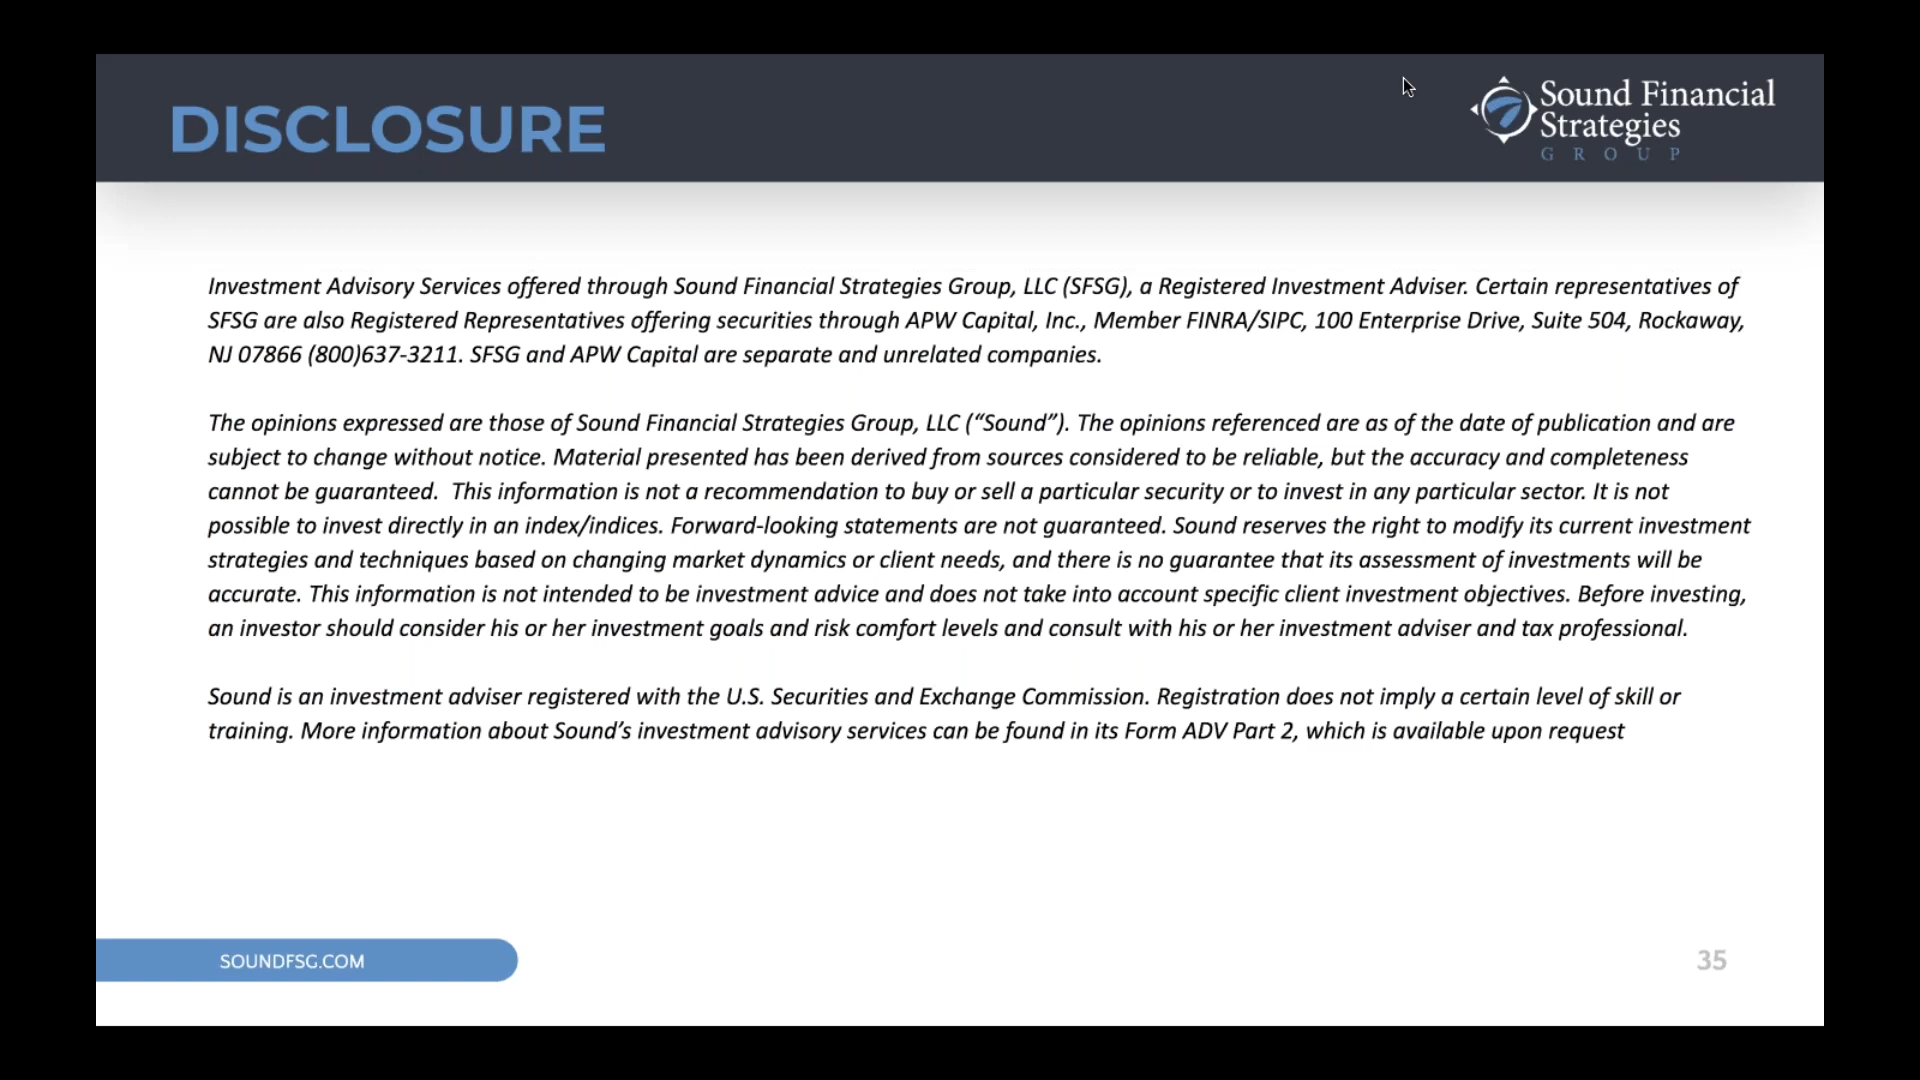 DISCLOSURE
Sound Financial
Strategies
GROUP
Investment Advisory Services offered through Sound Financial Strategies Group, LLC (SFSG), a Registered Investment Adviser. Certain representatives of
SFSG are also Registered Representatives offering securities through APW Capital, Inc., Member FINRA/SIPC, 100 Enterprise Drive, Suite 504, Rockaway,
NJ 07866 (800)637-3211. SFSG and APW Capital are separate and unrelated companies.
The opinions expressed are those of Sound Financial Strategies Group, LLC (“Sound”). The opinions referenced are as of the date of publication and are
subject to change without notice. Material presented has been derived from sources considered to be reliable, but the accuracy and completeness
cannot be guaranteed.  This information is not a recommendation to buy or sell a particular security or to invest in any particular sector. It is not
possible to invest directly in an index/indices. Forward-looking statements are not guaranteed. Sound reserves the right to modify its current investment
strategies and techniques based on changing market dynamics or client needs, and there is no guarantee that its assessment of investments will be
accurate. This information is not intended to be investment advice and does not take into account specific client investment objectives. Before investing,
an investor should consider his or her investment goals and risk comfort levels and consult with his or her investment adviser and tax professional.
Sound is an investment adviser registered with the U.S. Securities and Exchange Commission. Registration does not imply a certain level of skill or
training. More information about Sound’s investment advisory services can be found in its Form ADV Part 2, which is available upon request
SOUNDFSG.COM
35